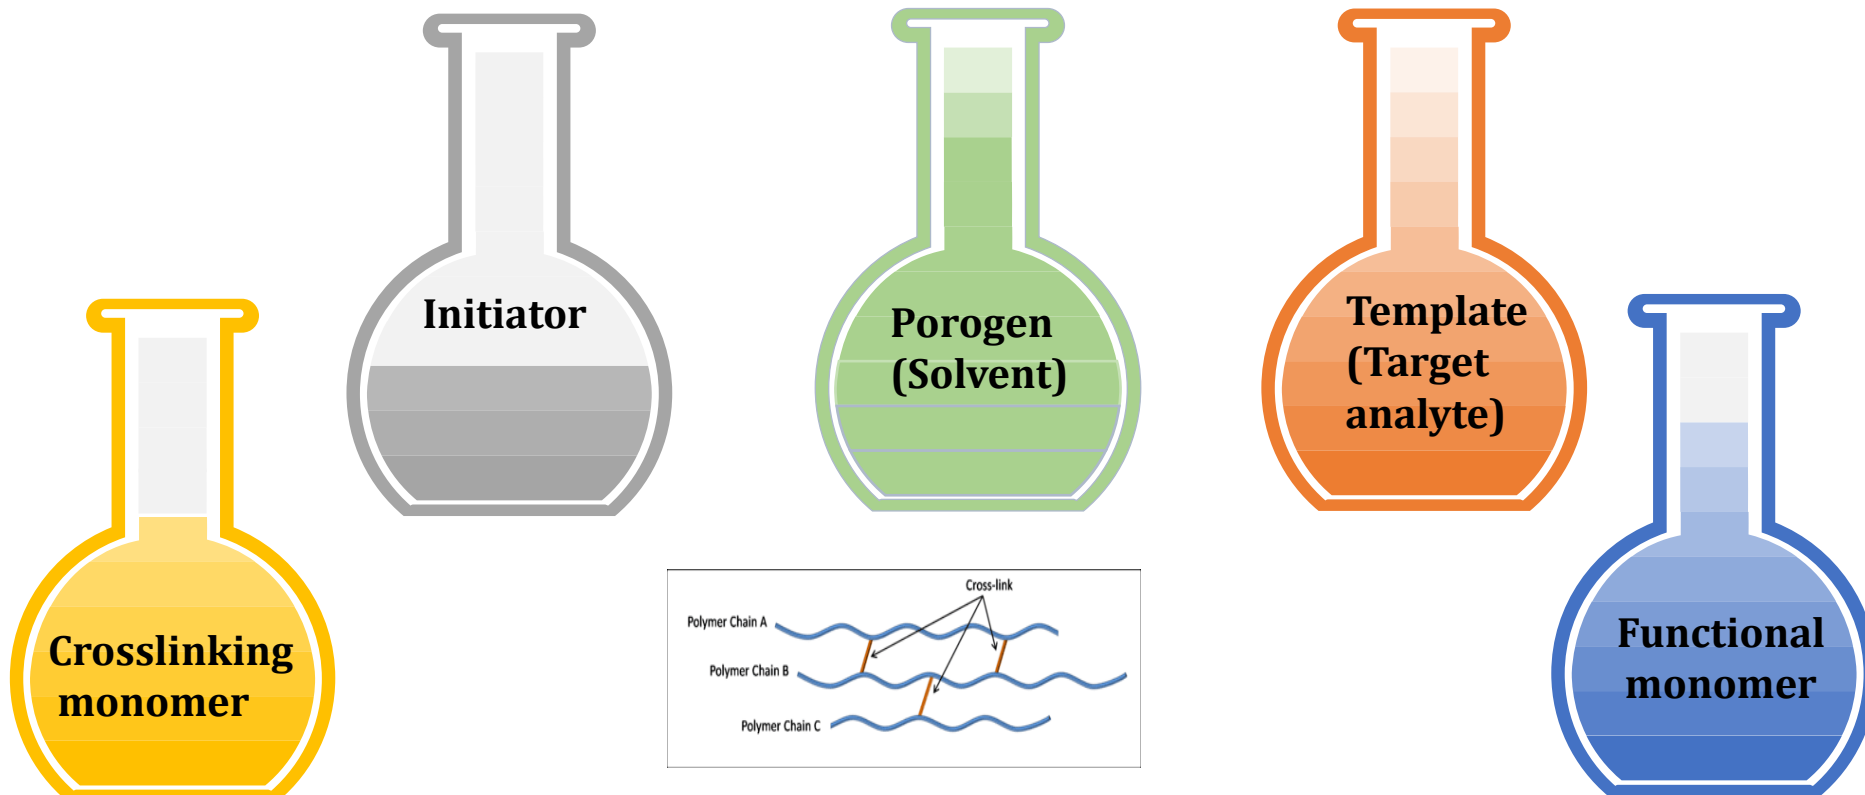 Initiator
Porogen
(Solvent)
Template
(Target
analyte)
Crosslinking
monomer
Functional
monomer
Cross-link
Polymer Chain A
Polymer Chain B
Polymer Chain C